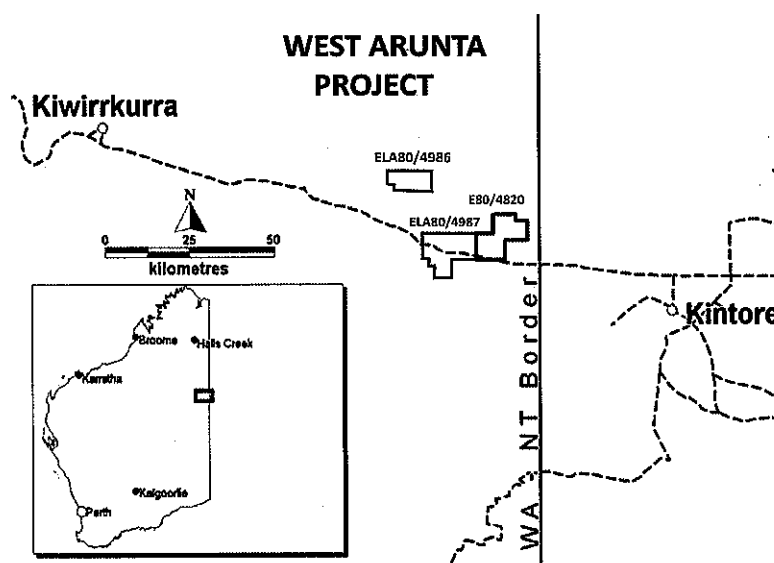 WEST ARUNTA
PROJECT
Kiwirrkurra
ELA80/4986
N
E80/4820
ELA80/4987
0 25 50
kilometres
Kintore
WA NT Border
Broome
Halls Creek
Karratha
Kalgoorlie
Perth